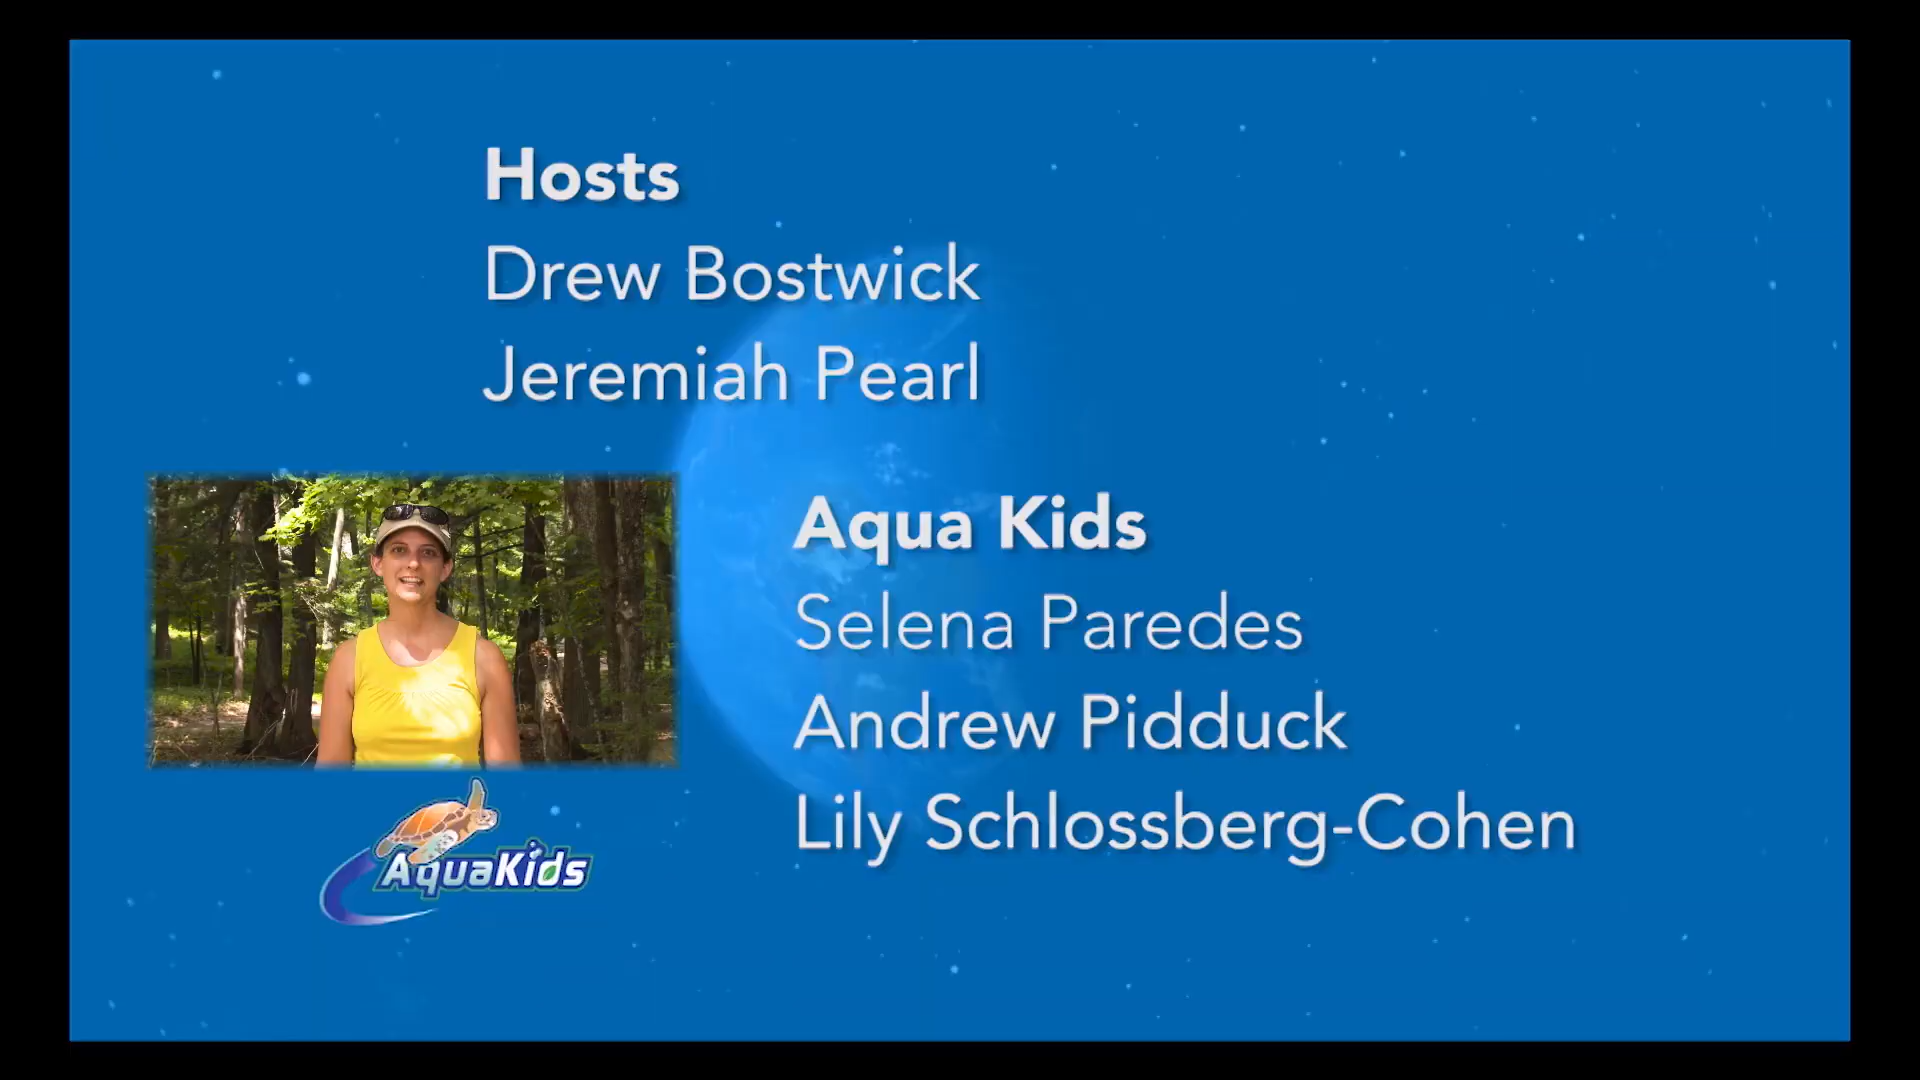 Hosts
Drew Bostwick
Jeremiah Pearl
Aqua Kids
Selena Paredes
Andrew Pidduck
Lily Schlossberg-Cohen
AquaKids